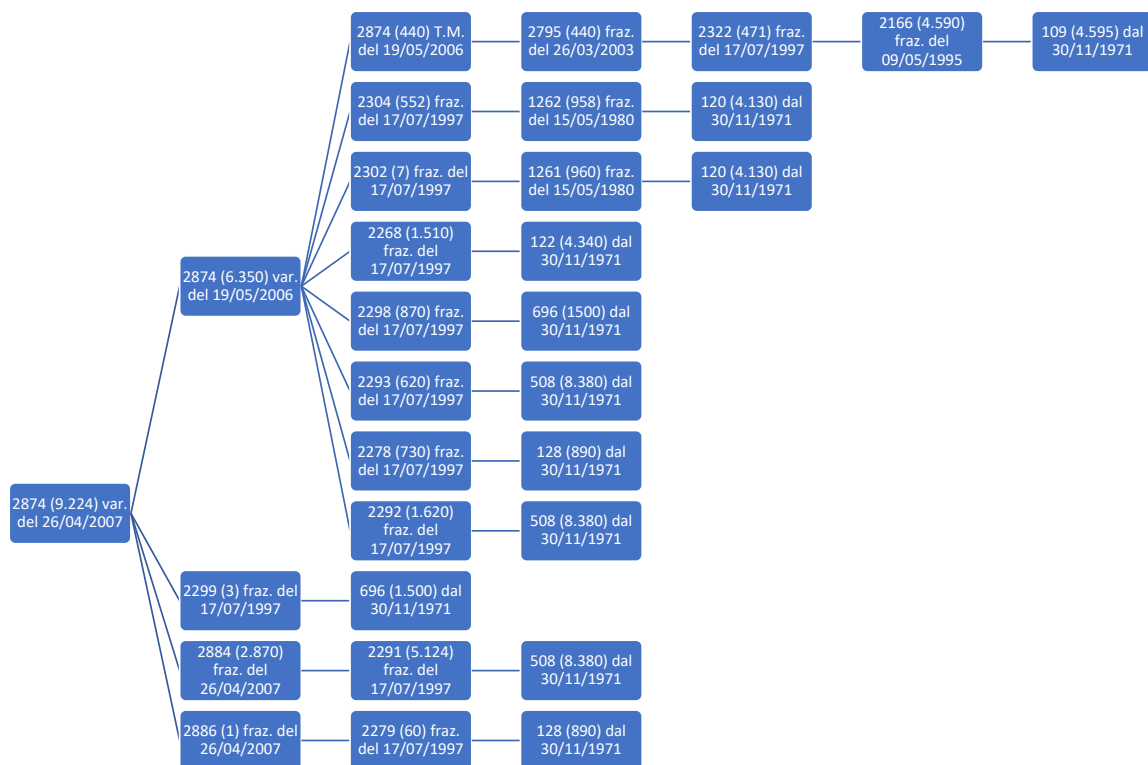 2874 (440) T.M.
del 19/05/2006
2795 (440) fraz.
del 26/03/2003
2322 (471) fraz.
del 17/07/1997
2166 (4.590)
fraz. del
09/05/1995
109 (4.595) dal
30/11/1971
2304 (552) fraz.
del 17/07/1997
1262 (958) fraz.
del 15/05/1980
120 (4.130) dal
30/11/1971
2302 (7) fraz. del
17/07/1997
1261 (960) fraz.
del 15/05/1980
120 (4.130) dal
30/11/1971
2268 (1.510)
fraz. del
17/07/1997
122 (4.340) dal
30/11/1971
2874 (6.350) var.
del 19/05/2006
2298 (870) fraz.
del 17/07/1997
696 (1500) dal
30/11/1971
2293 (620) fraz.
del 17/07/1997
508 (8.380) dal
30/11/1971
2278 (730) fraz.
del 17/07/1997
128 (890) dal
30/11/1971
2874 (9.224) var.
del 26/04/2007
2292 (1.620)
fraz. del
17/07/1997
508 (8.380) dal
30/11/1971
2299 (3) fraz. del
17/07/1997
696 (1.500) dal
30/11/1971
2884 (2.870)
fraz. del
26/04/2007
2291 (5.124)
fraz. del
17/07/1997
508 (8.380) dal
30/11/1971
2886 (1) fraz. del
26/04/2007
2279 (60) fraz.
del 17/07/1997
128 (890) dal
30/11/1971